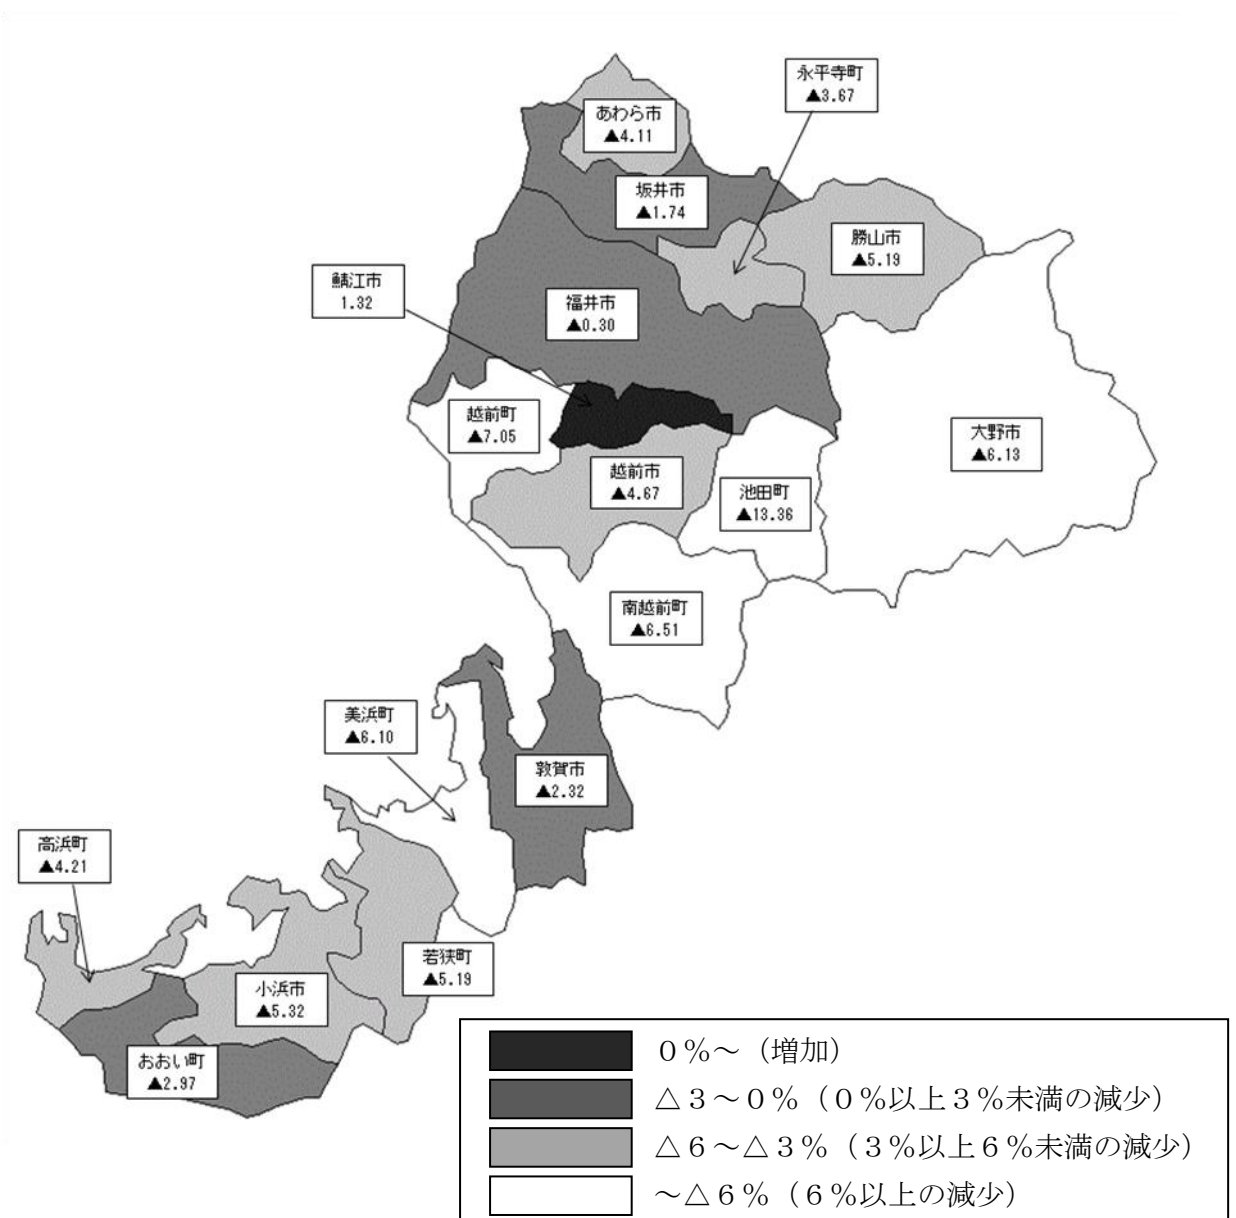 永平寺町
▲3.67
あわら市
▲4.11
坂井市
▲1.74
勝山市
▲5.19
鯖江市
1.32
福井市
▲0.30
越前町
▲7.05
大野市
▲6.13
越前市
▲4.67
池田町
▲13.36
南越前町
▲6.51
美浜町
▲6.10
敦賀市
▲2.32
高浜町
▲4.21
若狭町
▲5.19
小浜市
▲5.32
おおい町
▲2.97
０％～（増加）
△３～０％（０％以上３％未満の減少）
△６～△３％（３％以上６％未満の減少）
～△６％（６％以上の減少）